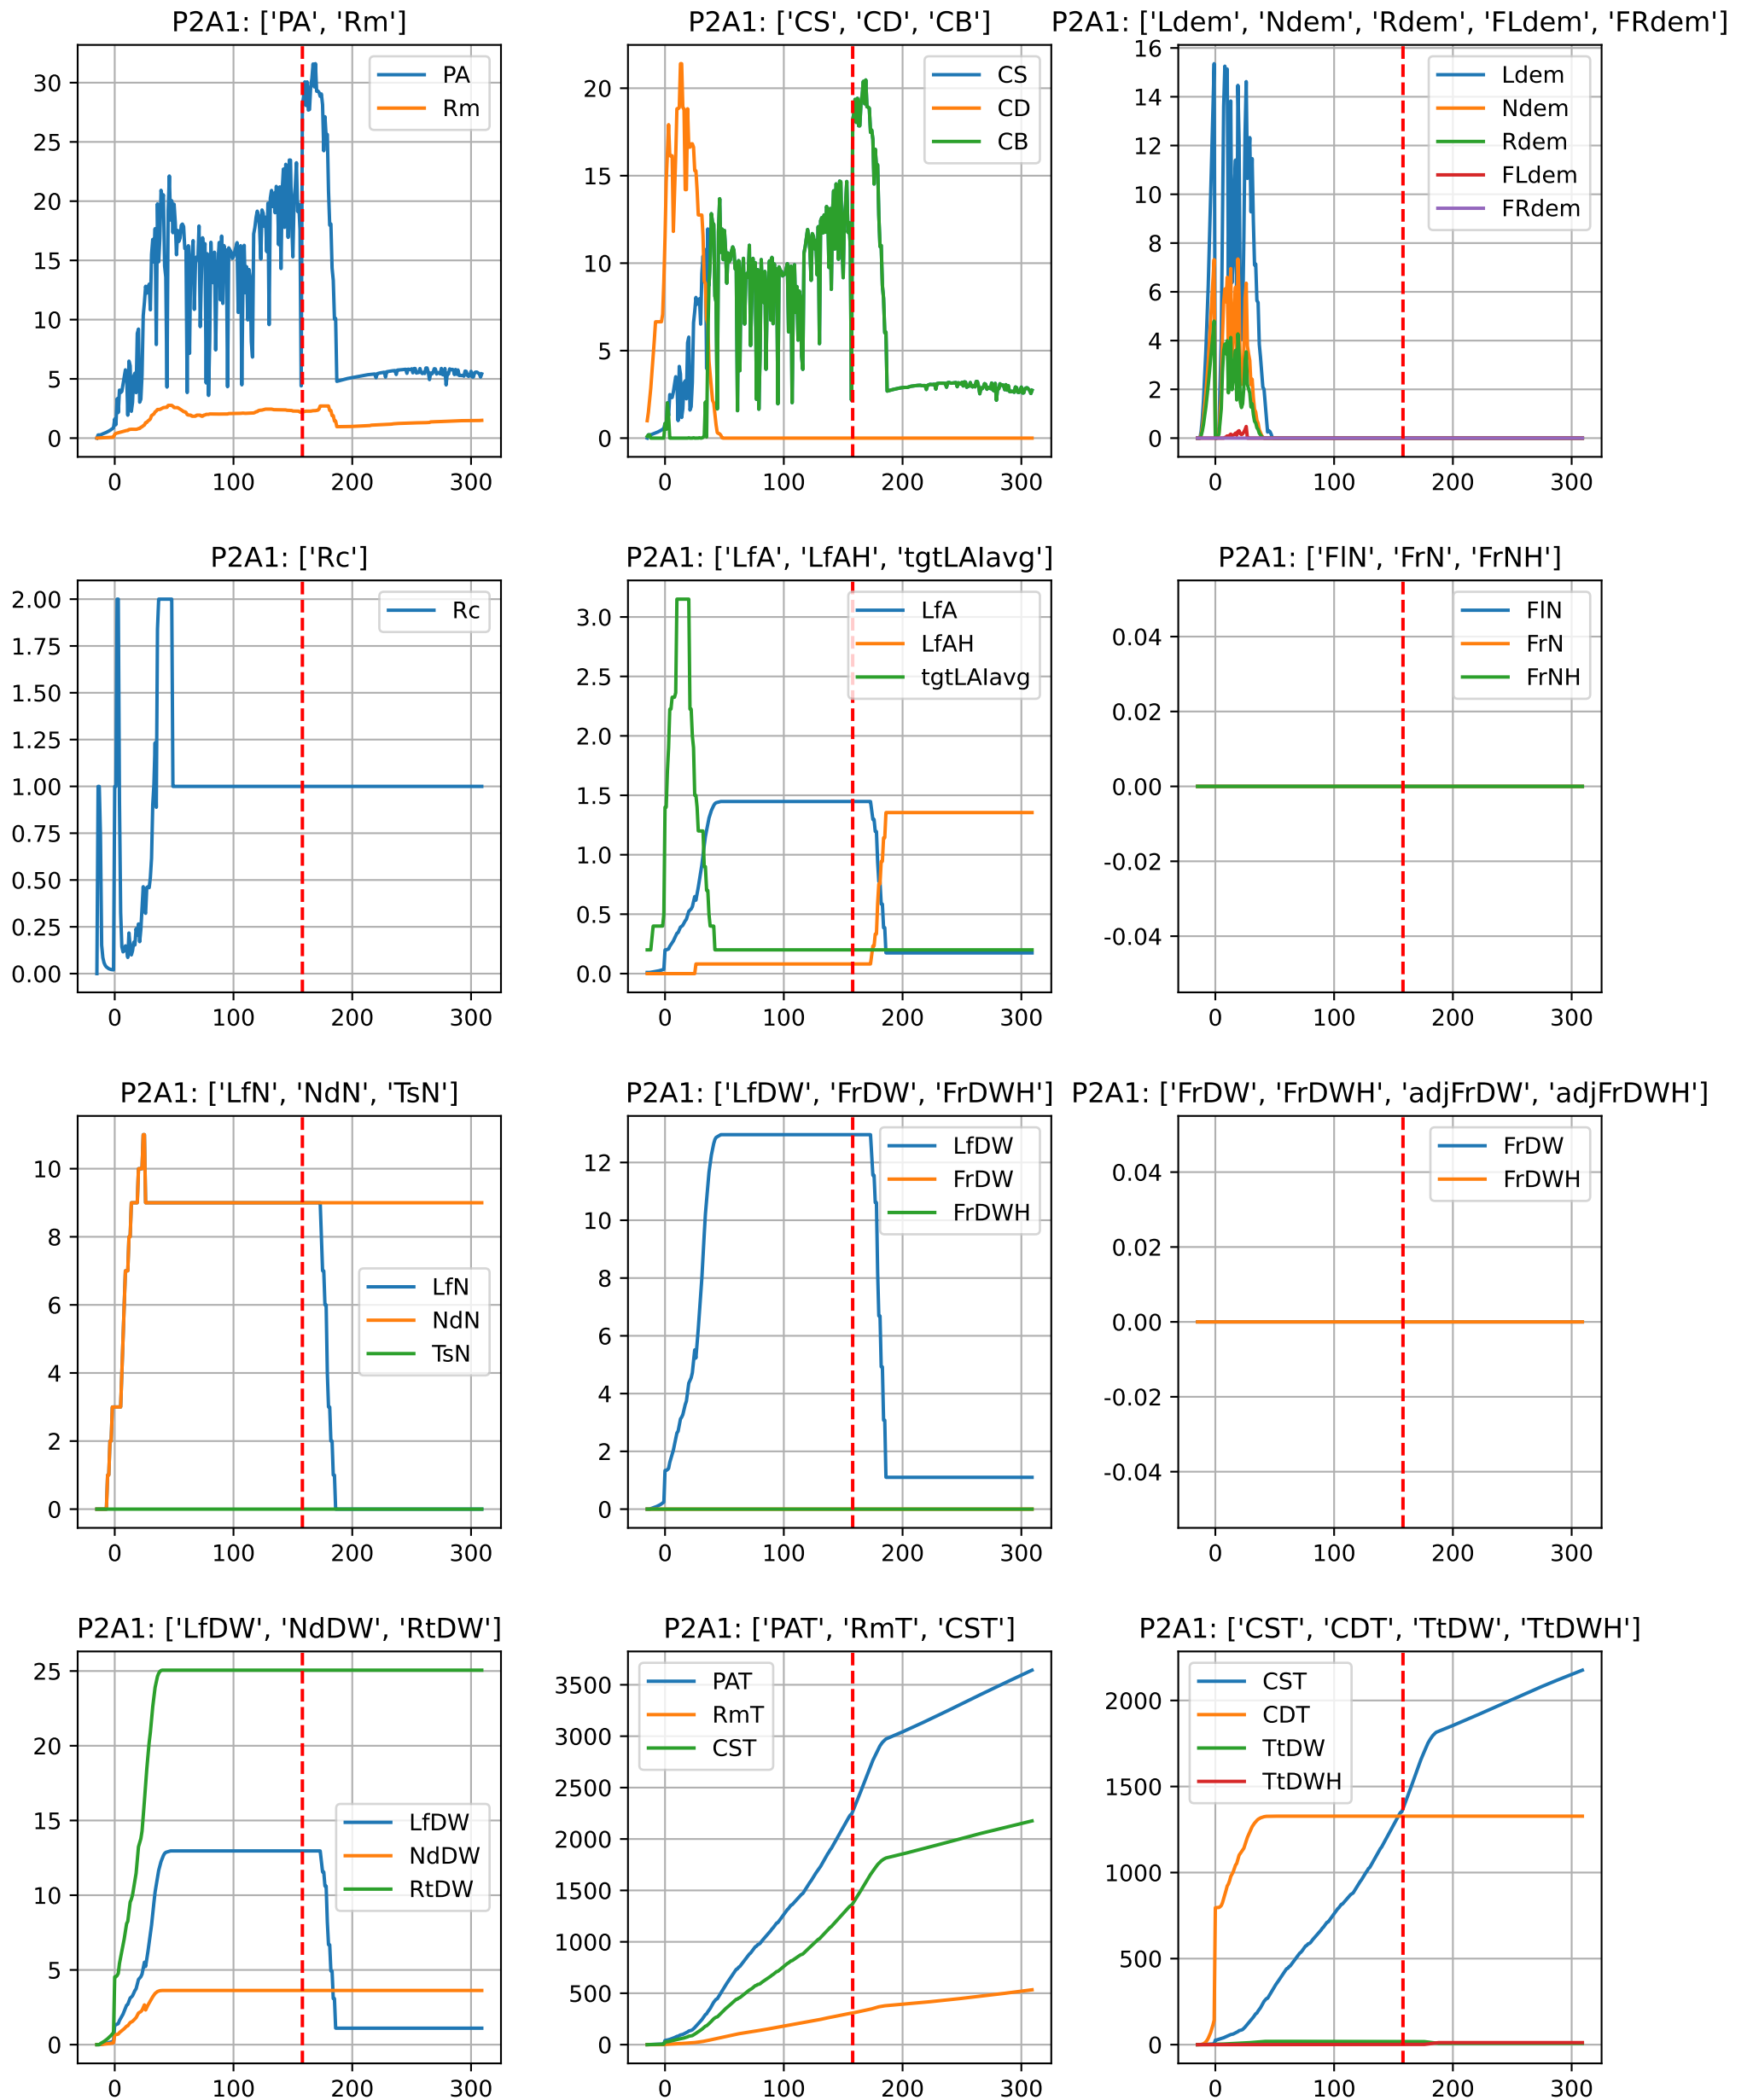 P2A1: ['PA', 'Rm']
30
25
20
15
10
5
0
0 100 200 300
PA
Rm
P2A1: ['CS', 'CD', 'CB']
20
15
10
5
0
0 100 200 300
CS
CD
CB
P2A1: ['Ldem', 'Ndem', 'Rdem', 'FLdem', 'FRdem']
16
14
12
10
8
6
4
2
0
0 100 200 300
Ldem
Ndem
Rdem
FLdem
FRdem
P2A1: ['Rc']
2.00
1.75
1.50
1.25
1.00
0.75
0.50
0.25
0.00
0 100 200 300
Rc
P2A1: ['LfA', 'LfAH', 'tgtLAIavg']
3.0
2.5
2.0
1.5
1.0
0.5
0.0
0 100 200 300
LfA
LfAH
tgtLAIavg
P2A1: ['FlN', 'FrN', 'FrNH']
0.04
0.02
0.00
-0.02
-0.04
0 100 200 300
FlN
FrN
FrNH
P2A1: ['LfN', 'NdN', 'TsN']
10
8
6
4
2
0
0 100 200 300
LfN
NdN
TsN
P2A1: ['LfDW', 'FrDW', 'FrDWH']
12
10
8
6
4
2
0
0 100 200 300
LfDW
FrDW
FrDWH
P2A1: ['FrDW', 'FrDWH', 'adjFrDW', 'adjFrDWH']
0.04
0.02
0.00
-0.02
-0.04
0 100 200 300
FrDW
FrDWH
P2A1: ['LfDW', 'NdDW', 'RtDW']
25
20
15
10
5
0
0 100 200 300
LfDW
NdDW
RtDW
P2A1: ['PAT', 'RmT', 'CST']
3500
3000
2500
2000
1500
1000
500
0
0 100 200 300
PAT
RmT
CST
P2A1: ['CST', 'CDT', 'TtDW', 'TtDWH']
2000
1500
1000
500
0
0 100 200 300
CST
CDT
TtDW
TtDWH